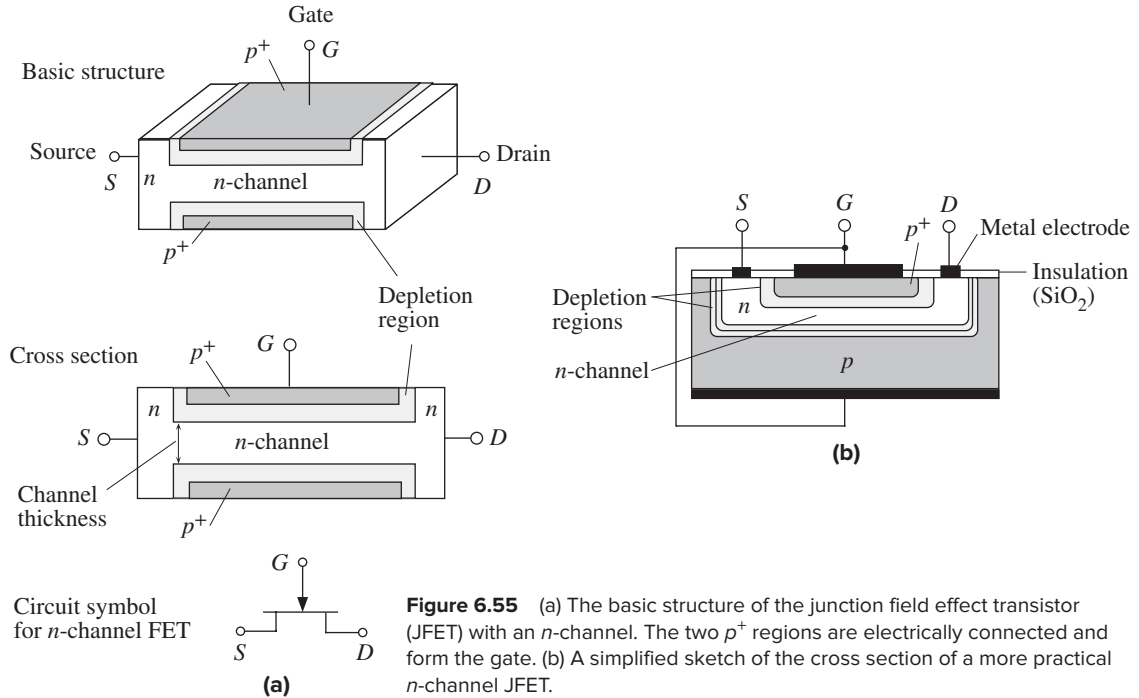 Gate
p+
G
Basic structure
Source
S
n
n-channel
Drain
D
p+
Depletion
region
Cross section
p+
G
n
n
S
n-channel
D
Channel
thickness
p+
Circuit symbol
for n-channel FET
G
S
D
(a)
S
G
D
p+
Metal electrode
Insulation
(SiO2)
Depletion
regions
n
n-channel
p
(b)
Figure 6.55 (a) The basic structure of the junction field effect transistor
(JFET) with an n-channel. The two p+ regions are electrically connected and
form the gate. (b) A simplified sketch of the cross section of a more practical
n-channel JFET.